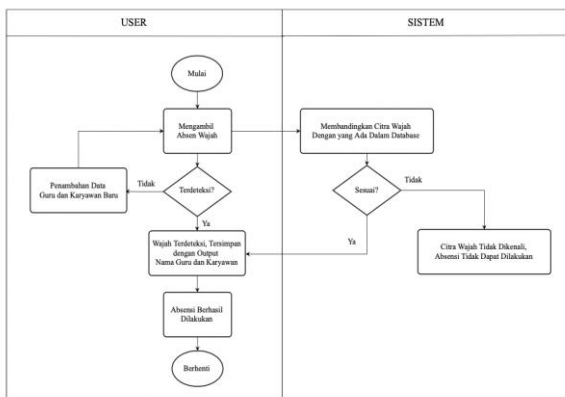 USER
SISTEM
Mulai
Mengambil
Absen Wajah
Membandingkan Citra Wajah
Dengan yang Ada Dalam Database
Penambahan Data
Guru dan Karyawan Baru
Tidak
Terdeteksi?
Sesuai?
Tidak
Ya
Ya
Wajah Terdeteksi, Tersimpan
dengan Output
Nama Guru dan Karyawan
Citra Wajah Tidak Dikenali,
Absensi Tidak Dapat Dilakukan
Absensi Berhasil
Dilakukan
Berhenti